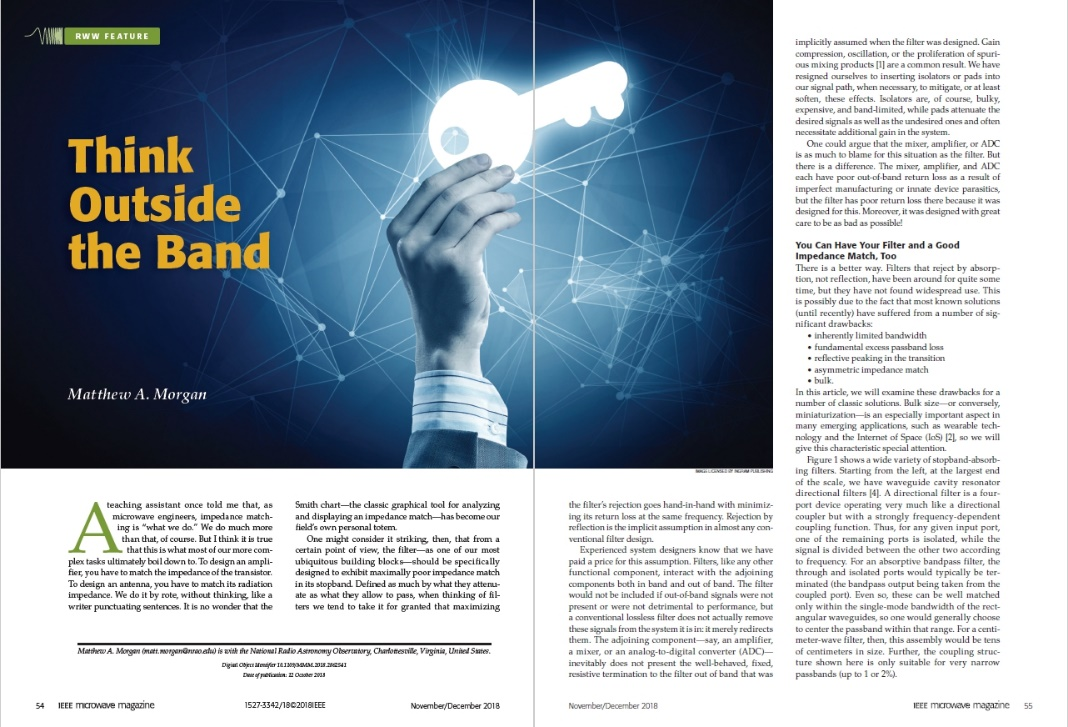 RWW FEATURE
Think
Outside
the Band
Matthew A. Morgan
IMAGE LICENSED BY INGRAM PUBLISHING
A teaching assistant once told me that, as
microwave engineers, impedance match-
ing is “what we do.” We do much more
than that, of course. But I think it is true
that this is what most of our more com-
plex tasks ultimately boil down to. To design an ampli-
fier, you have to match the impedance of the transistor.
To design an antenna, you have to match its radiation
impedance. We do it by rote, without thinking, like a
writer punctuating sentences. It is no wonder that the
Smith chart—the classic graphical tool for analyzing
and displaying an impedance match—has become our
field’s own personal totem.
One might consider it striking, then, that from a
certain point of view, the filter—as one of our most
ubiquitous building blocks—should be specifically
designed to exhibit maximally poor impedance match
in its stopband. Defined as much by what they attenu-
ate as what they allow to pass, when thinking of fil-
ters we tend to take it for granted that maximizing
Matthew A. Morgan (matt.morgan@nrao.edu) is with the National Radio Astronomy Observatory, Charlottesville, Virginia, United States.
Digital Object Identifier 10.1109/MMM.2018.2862541
Date of publication: 12 October 2018
54 IEEE microwave magazine
1527-3342/18©2018IEEE
November/December 2018
the filter’s rejection goes hand-in-hand with minimiz-
ing its return loss at the same frequency. Rejection by
reflection is the implicit assumption in almost any con-
ventional filter design.
Experienced system designers know that we have
paid a price for this assumption. Filters, like any other
functional component, interact with the adjoining
components both in band and out of band. The filter
would not be included if out-of-band signals were not
present or were not detrimental to performance, but
a conventional lossless filter does not actually remove
these signals from the system it is in: it merely redirects
them. The adjoining component—say, an amplifier,
a mixer, or an analog-to-digital converter (ADC)—
inevitably does not present the well-behaved, fixed,
resistive termination to the filter out of band that was
implicitly assumed when the filter was designed. Gain
compression, oscillation, or the proliferation of spuri-
ous mixing products [1] are a common result. We have
resigned ourselves to inserting isolators or pads into
our signal path, when necessary, to mitigate, or at least
soften, these effects. Isolators are, of course, bulky,
expensive, and band-limited, while pads attenuate the
desired signals as well as the undesired ones and often
necessitate additional gain in the system.
One could argue that the mixer, amplifier, or ADC
is as much to blame for this situation as the filter. But
there is a difference. The mixer, amplifier, and ADC
each have poor out-of-band return loss as a result of
imperfect manufacturing or innate device parasitics,
but the filter has poor return loss there because it was
designed for this. Moreover, it was designed with great
care to be as bad as possible!
You Can Have Your Filter and a Good
Impedance Match, Too
There is a better way. Filters that reject by absorp-
tion, not reflection, have been around for quite some
time, but they have not found widespread use. This
is possibly due to the fact that most known solutions
(until recently) have suffered from a number of sig-
nificant drawbacks:
• inherently limited bandwidth
• fundamental excess passband loss
• reflective peaking in the transition
• asymmetric impedance match
• bulk.
In this article, we will examine these drawbacks for a
number of classic solutions. Bulk size—or conversely,
miniaturization—is an especially important aspect in
many emerging applications, such as wearable tech-
nology and the Internet of Space (IoS) [2], so we will
give this characteristic special attention.
Figure 1 shows a wide variety of stopband-absorb-
ing filters. Starting from the left, at the largest end
of the scale, we have waveguide cavity resonator
directional filters [4]. A directional filter is a four-
port device operating very much like a directional
coupler but with a strongly frequency-dependent
coupling function. Thus, for any given input port,
one of the remaining ports is isolated, while the
signal is divided between the other two according
to frequency. For an absorptive bandpass filter, the
through and isolated ports would typically be ter-
minated (the bandpass output being taken from the
coupled port). Even so, these can be well matched
only within the single-mode bandwidth of the rect-
angular waveguides, so one would generally choose
to center the passband within that range. For a centi-
meter-wave filter, then, this assembly would be tens
of centimeters in size. Further, the coupling struc-
ture shown here is only suitable for very narrow
passbands (up to 1 or 2%).
November/December 2018
IEEE microwave magazine 55